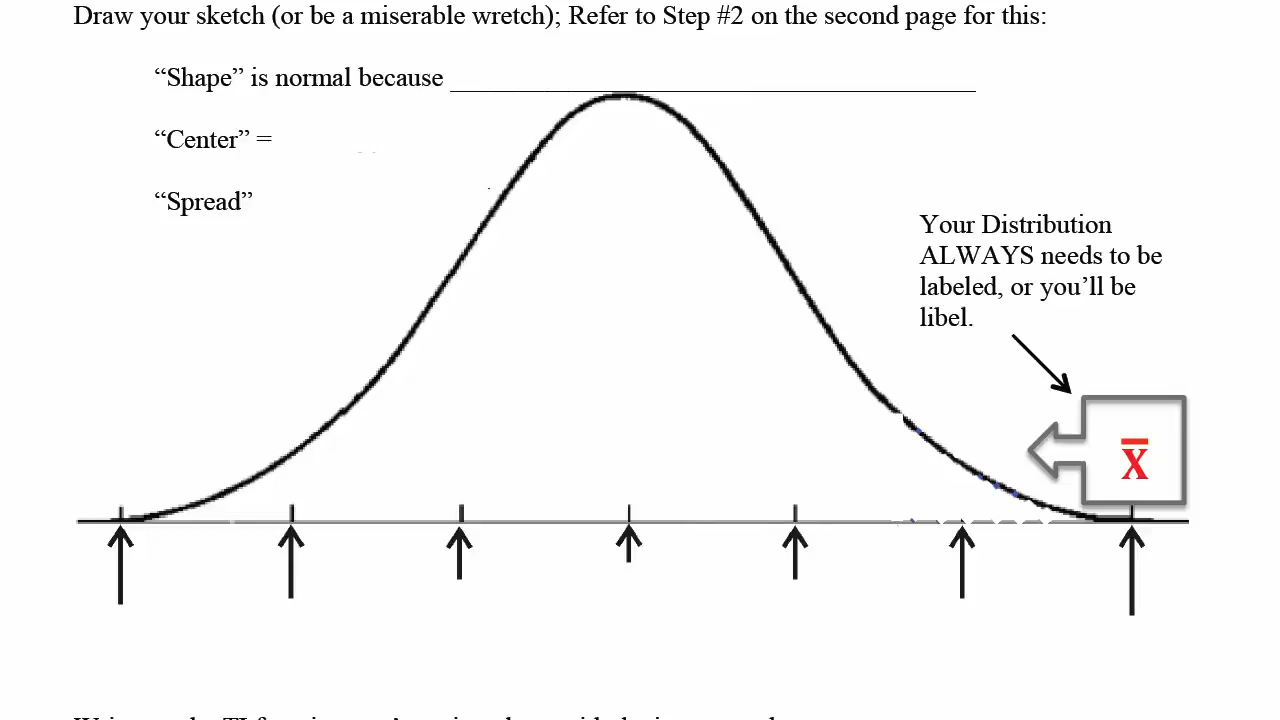 Draw your sketch (or be a miserable wretch); Refer to Step #2 on the second page for this:
“Shape” is normal because
“Center” =
“Spread”
Your Distribution
ALWAYS needs to be
labeled, or you’ll be
libel.
x̄